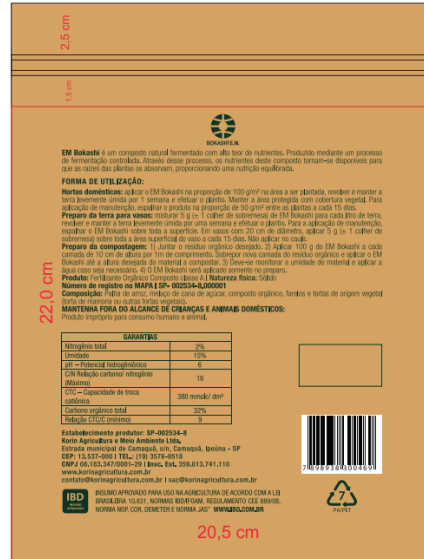 2,5 cm
1,5 cm
BOKASHI E.M.
EM Bokashi é um composto natural fermentado com alto teor de nutrientes. Produzido mediante um processo
de fermentação controlada. Através desse processo, os nutrientes deste composto tornam-se disponíveis para
que as raízes das plantas os absorvam, proporcionando uma nutrição equilibrada.
FORMA DE UTILIZAÇÃO:
Hortas domésticas: aplicar o EM Bokashi na proporção de 100 g/m² na área a ser plantada, revolver e manter a
terra levemente úmida por 1 semana e efetuar o plantio. Manter a área protegida com cobertura vegetal. Para
aplicação de manutenção, espalhar o produto na proporção de 50 g/m² entre as plantas a cada 15 dias.
Preparo da terra para vasos: misturar 5 g (± 1 colher de sobremesa) de EM Bokashi para cada litro de terra,
revolver e manter a terra levemente úmida por uma semana e efetuar o plantio. Para a aplicação de manutenção,
espalhar o EM Bokashi sobre toda a superfície. Em vasos com 20 cm de diâmetro, aplicar 5 g (± 1 colher de
sobremesa) sobre toda a área superficial do vaso a cada 15 dias. Não aplicar no caule.
Preparo da compostagem: 1) Juntar o resíduo orgânico desejado. 2) Aplicar 100 g do EM Bokashi a cada
camada de 10 cm de altura por 1m de comprimento. Sobrepor nova camada do resíduo orgânico e aplicar o EM
Bokashi até a altura desejada do material a compostar. 3) Deve-se monitorar a umidade do material e aplicar a
água caso seja necessário. 4) O EM Bokashi será aplicado somente no preparo.
Produto: Fertilizante Orgânico Composto classe A | Natureza física: Sólido
Número de registro no MAPA | SP- 002534-8,000001
Composição: Palha de arroz, melaço de cana de açúcar, composto orgânico, farelos e tortas de origem vegetal
(torta de mamona ou outras tortas vegetais).
MANTENHA FORA DO ALCANCE DE CRIANÇAS E ANIMAIS DOMÉSTICOS:
Produto impróprio para consumo humano e animal.
22,0 cm
GARANTIAS
Nitrogênio total 2%
Umidade 15%
pH – Potencial hidrogêniônico 6
C/N Relação carbono/ nitrogênio
(Máximo) 16
CTC – Capacidade de troca
catiônica 380 mmolc/ dm³
Carbono orgânico total 32%
Relação CTC/C (mínimo) 9
Estabelecimento produtor: SP-002534-8
Korin Agricultura e Meio Ambiente Ltda.
Estrada municipal de Camaquã, s/n, Camaquã, Ipeúna - SP
CEP: 13.537-000 | TEL.: (19) 3576-9518
CNPJ 08.183.347/0001-29 | Insc. Est. 359.013.741.110
www.korinagricultura.com.br
contato@korinagricultura.com.br | sac@korinagricultura.com.br
7 898938 300469
IBD
INSUMO APROVADO PARA USO NA AGRICULTURA DE ACORDO COM A LEI
BRASILEIRA 10.831, NORMAS IBD/IFOAM, REGULAMENTO CEE 889/08,
NORMA NOP, COR, DEMETER E NORMA JAS" WWW.IBD.COM.BR
7
PA/PET
20,5 cm